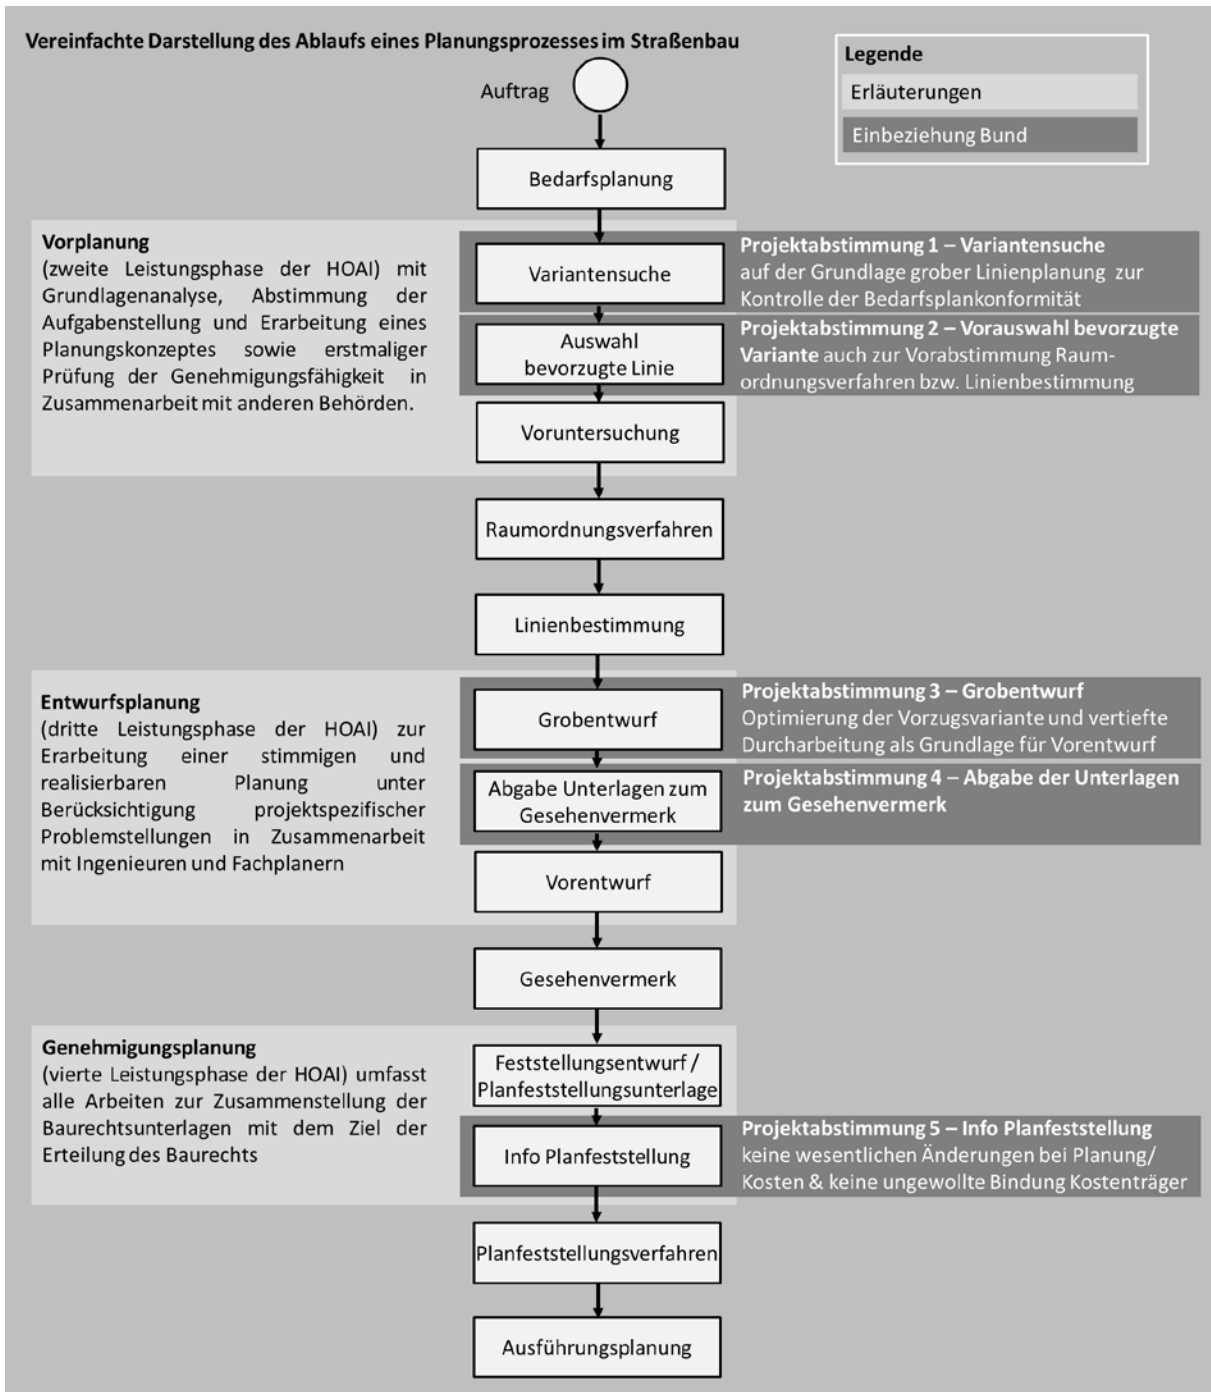 Vereinfachte Darstellung des Ablaufs eines Planungsprozesses im Straßenbau
Legende
Erläuterungen
Einbeziehung Bund
Auftrag
Bedarfsplanung
Vorplanung
(zweite Leistungsphase der HOAI) mit
Grundlagenanalyse, Abstimmung der
Aufgabenstellung und Erarbeitung eines
Planungskonzeptes sowie erstmaliger
Prüfung der Genehmigungsfähigkeit in
Zusammenarbeit mit anderen Behörden.
Variantensuche
Projektabstimmung 1 – Variantensuche
auf der Grundlage grober Linienplanung zur
Kontrolle der Bedarfsplankonformität
Auswahl
bevorzugte Linie
Projektabstimmung 2 – Vorauswahl bevorzugte
Variante auch zur Vorabstimmung Raum-
ordnungsverfahren bzw. Linienbestimmung
Voruntersuchung
Raumordnungsverfahren
Linienbestimmung
Entwurfsplanung
(dritte Leistungsphase der HOAI) zur
Erarbeitung einer stimmigen und
realisierbaren Planung unter
Berücksichtigung projektspezifischer
Problemstellungen in Zusammenarbeit
mit Ingenieuren und Fachplanern
Grobentwurf
Projektabstimmung 3 – Grobentwurf
Optimierung der Vorzugsvariante und vertiefte
Durcharbeitung als Grundlage für Vorentwurf
Abgabe Unterlagen zum
Gesehenvermerk
Projektabstimmung 4 – Abgabe der Unterlagen
zum Gesehenvermerk
Vorentwurf
Gesehenvermerk
Genehmigungsplanung
(vierte Leistungsphase der HOAI) umfasst
alle Arbeiten zur Zusammenstellung der
Baurechtsunterlagen mit dem Ziel der
Erteilung des Baurechts
Feststellungsentwurf /
Planfeststellungsunterlage
Info Planfeststellung
Projektabstimmung 5 – Info Planfeststellung
keine wesentlichen Änderungen bei Planung/
Kosten & keine ungewollte Bindung Kostenträger
Planfeststellungsverfahren
Ausführungsplanung